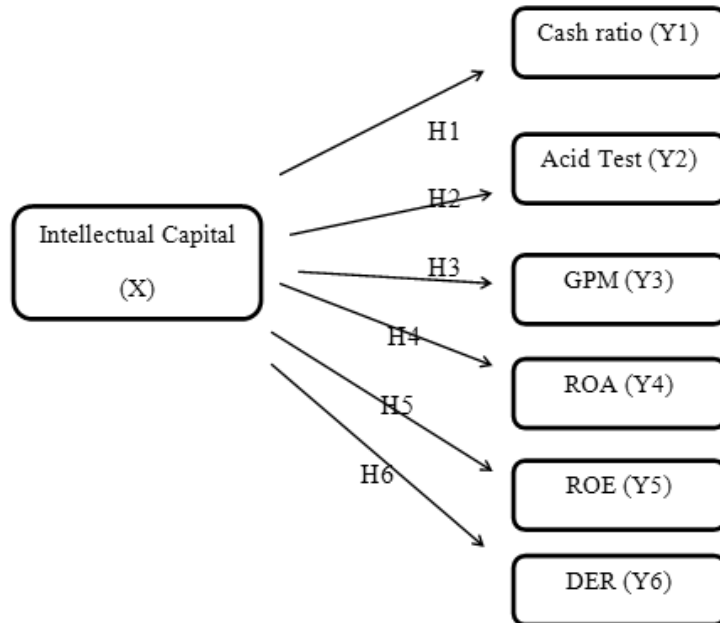 Cash ratio (Y1)
H1
Acid Test (Y2)
H2
Intellectual Capital
(X)
H3
GPM (Y3)
H4
ROA (Y4)
H5
ROE (Y5)
H6
DER (Y6)